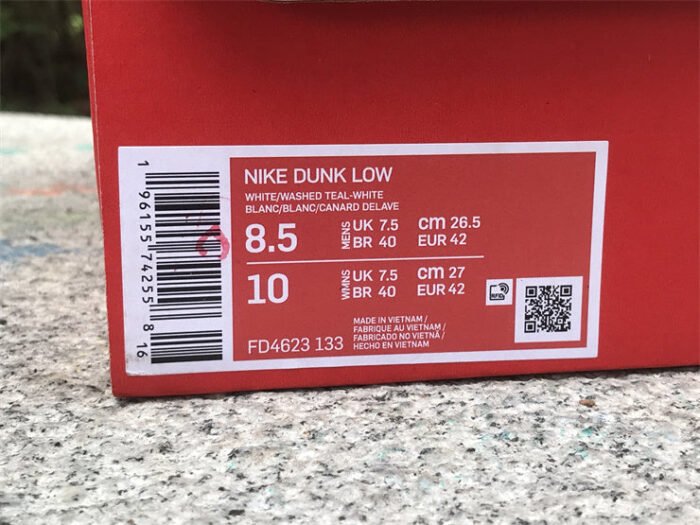 NIKE DUNK LOW
WHITE/WASHED TEAL-WHITE
BLANC/BLANC/CANARD DELAVE
8.5 MENS UK 7.5 cm 26.5
BR 40 EUR 42
10 WMNS UK 7.5 cm 27
BR 40 EUR 42
MADE IN VIETNAM /
FABRIQUE AU VIETNAM /
FABRICADO NO VIETNÃ /
HECHO EN VIETNAM
FD4623 133
RFID
1 96155 74255 8 16